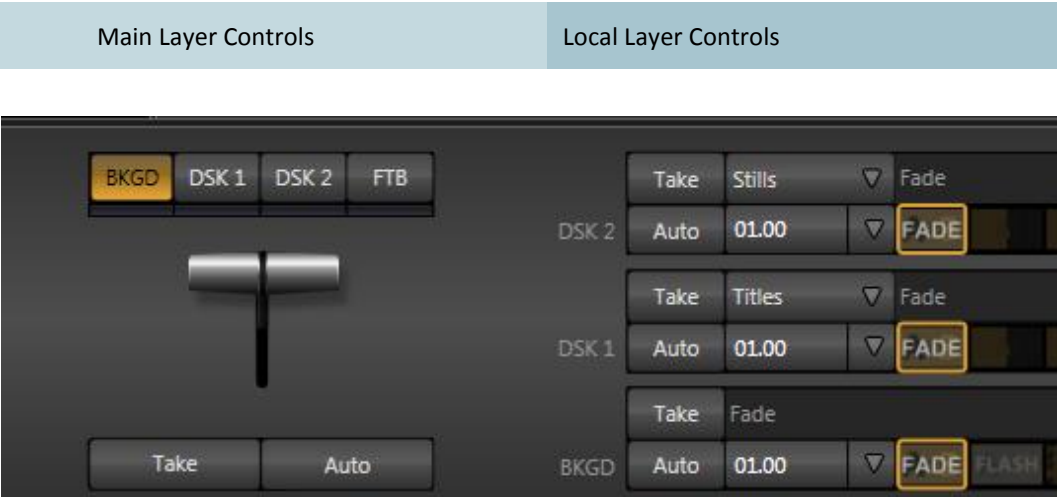 Main Layer Controls Local Layer Controls
BKGD DSK 1 DSK 2 FTB
Take Auto
Take Stills Fade
DSK 2 Auto 01.00 FADE
Take Titles Fade
DSK 1 Auto 01.00 FADE
Take Fade
BKGD Auto 01.00 FADE FLASH